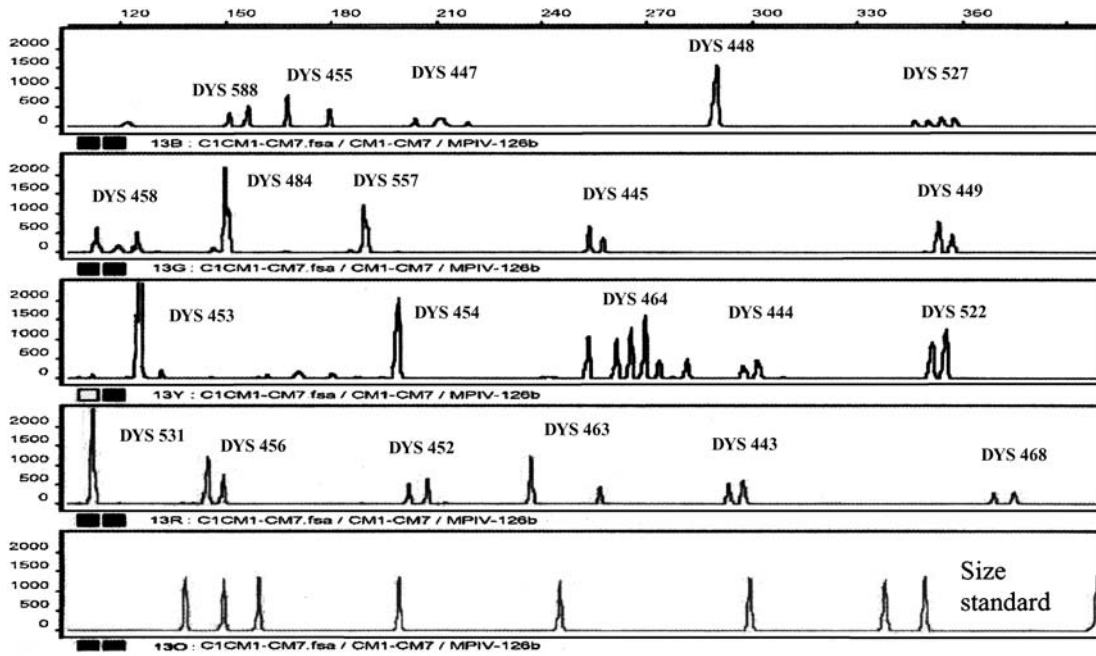 120 150 180 210 240 270 300 330 360
2000
1500
1000
500
0
DYS 588
DYS 455
DYS 447
DYS 448
DYS 527
13B : C1CM1-CM7.fsa / CM1-CM7 / MPIV-126b
2000
1500
1000
500
0
DYS 458
DYS 484
DYS 557
DYS 445
DYS 449
13G : C1CM1-CM7.fsa / CM1-CM7 / MPIV-126b
2000
1500
1000
500
0
DYS 453
DYS 454
DYS 464
DYS 444
DYS 522
13Y : C1CM1-CM7.fsa / CM1-CM7 / MPIV-126b
2000
1500
1000
500
0
DYS 531
DYS 456
DYS 452
DYS 463
DYS 443
DYS 468
13R : C1CM1-CM7.fsa / CM1-CM7 / MPIV-126b
2000
1500
1000
500
0
Size
standard
13O : C1CM1-CM7.fsa / CM1-CM7 / MPIV-126b